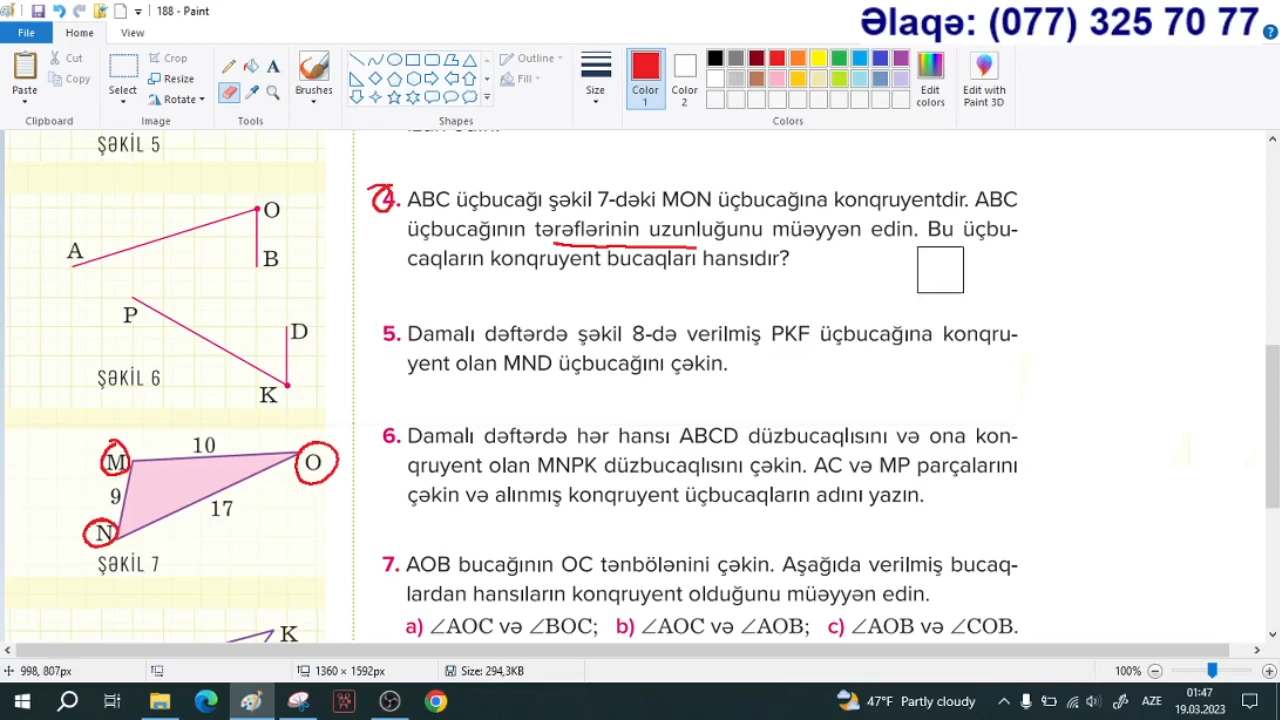 188 - Paint
Əlaqə: (077) 325 70 77
File
Home
View
Paste
Cut
Copy
Clipboard
Select
Crop
Resize
Rotate
Image
Tools
Brushes
Shapes
Outline
Fill
Size
Color 1
Color 2
Colors
Edit colors
Edit with Paint 3D
ŞƏKİL 5
A
O
B
P
D
K
ŞƏKİL 6
M
10
O
9
17
N
ŞƏKİL 7
K
4. ABC üçbucağı şəkil 7-dəki MON üçbucağına konqruyentdir. ABC
üçbucağının tərəflərinin uzunluğunu müəyyən edin. Bu üçbu-
caqların konqruyent bucaqları hansıdır?
5. Damalı dəftərdə şəkil 8-də verilmiş PKF üçbucağına konqru-
yent olan MND üçbucağını çəkin.
6. Damalı dəftərdə hər hansı ABCD düzbucaqlısını və ona kon-
qruyent olan MNPK düzbucaqlısını çəkin. AC və MP parçalarını
çəkin və alınmış konqruyent üçbucaqların adını yazın.
7. AOB bucağının OC tənbölənini çəkin. Aşağıda verilmiş bucaq-
lardan hansıların konqruyent olduğunu müəyyən edin.
a) ∠AOC və ∠BOC; b) ∠AOC və ∠AOB; c) ∠AOB və ∠COB.
998, 807px
1360 × 1592px
Size: 294,3KB
100%
47°F Partly cloudy
AZE
01:47
19.03.2023